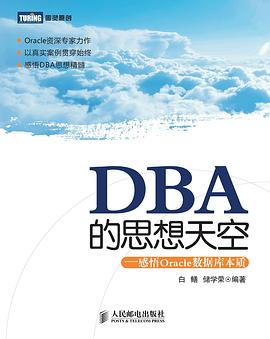 TURING 图灵原创
•Oracle资深专家力作
•以真实案例贯穿始终
•感悟DBA思想精髓
DBA
的思想天空
——感悟Oracle数据库本质
白鳝 储学荣◎编著
人民邮电出版社
POSTS & TELECOM PRESS